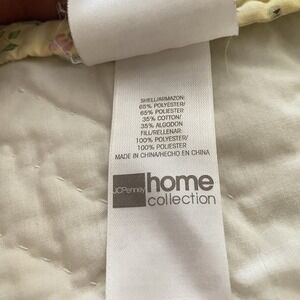 SHELL/ARMAZON:
65% POLYESTER/
65% POLIESTER
35% COTTON/
35% ALGODON
FILL/RELLENAR:
100% POLYESTER/
100% POLIESTER
MADE IN CHINA/HECHO EN CHINA
JCPenney home
collection